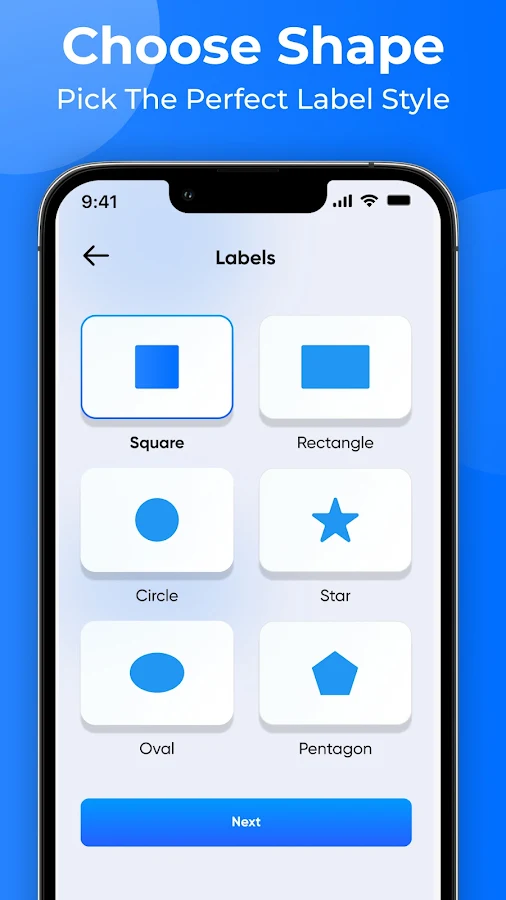 Choose Shape
Pick The Perfect Label Style
9:41
Labels
Square
Rectangle
Circle
Star
Oval
Pentagon
Next